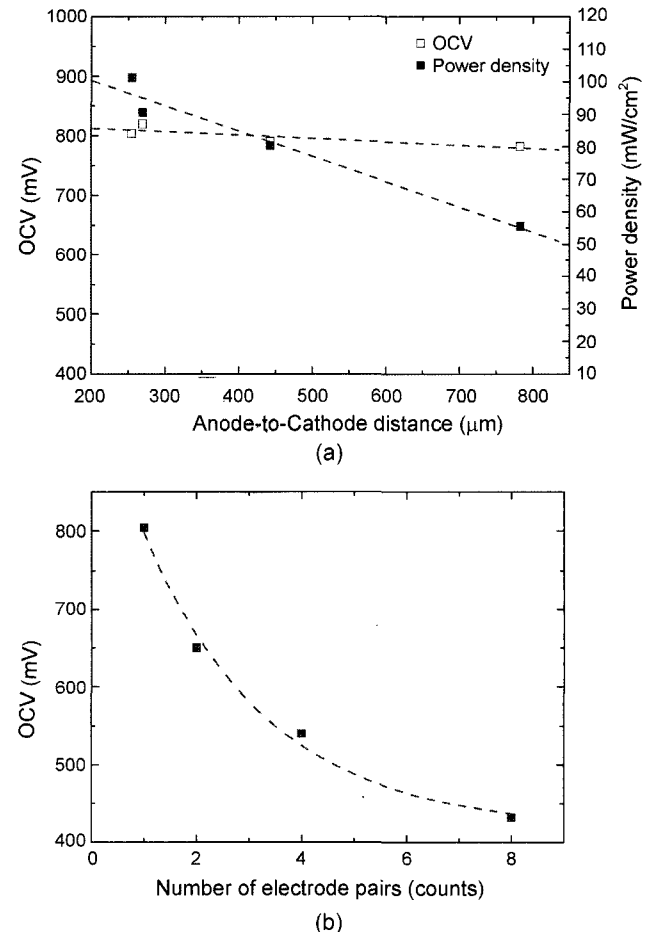 1000
900
800
700
600
500
400
OCV (mV)
OCV
Power density
120
110
100
90
80
70
60
50
40
30
20
10
Power density (mW/cm²)
200 300 400 500 600 700 800
Anode-to-Cathode distance (μm)
(a)
800
700
600
500
400
OCV (mV)
0 2 4 6 8
Number of electrode pairs (counts)
(b)